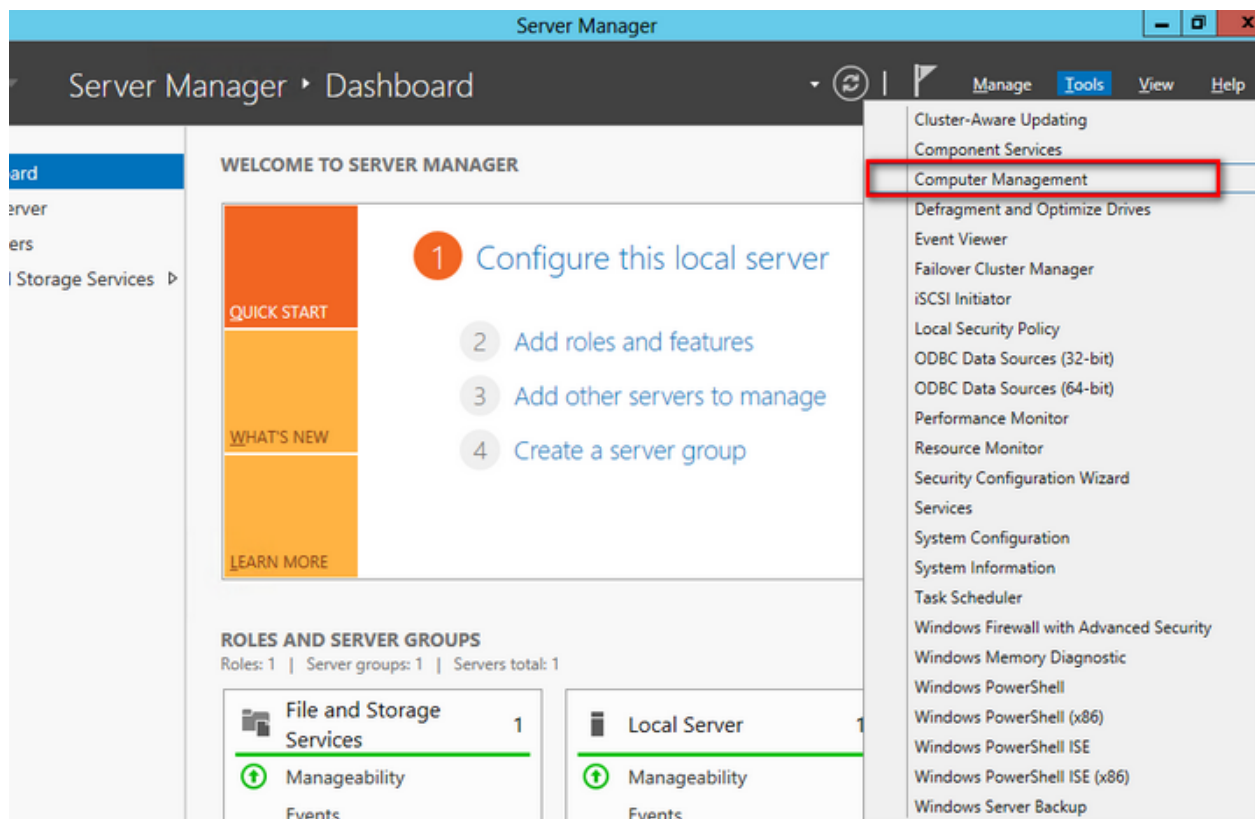 Server Manager
Server Manager ‣ Dashboard
Manage Tools View Help
ard
erver
ers
l Storage Services
WELCOME TO SERVER MANAGER
1 Configure this local server
QUICK START
2 Add roles and features
3 Add other servers to manage
WHAT'S NEW
4 Create a server group
LEARN MORE
ROLES AND SERVER GROUPS
Roles: 1 | Server groups: 1 | Servers total: 1
File and Storage
Services
1
Manageability
Events
Local Server
1
Manageability
Events
Cluster-Aware Updating
Component Services
Computer Management
Defragment and Optimize Drives
Event Viewer
Failover Cluster Manager
iSCSI Initiator
Local Security Policy
ODBC Data Sources (32-bit)
ODBC Data Sources (64-bit)
Performance Monitor
Resource Monitor
Security Configuration Wizard
Services
System Configuration
System Information
Task Scheduler
Windows Firewall with Advanced Security
Windows Memory Diagnostic
Windows PowerShell
Windows PowerShell (x86)
Windows PowerShell ISE
Windows PowerShell ISE (x86)
Windows Server Backup